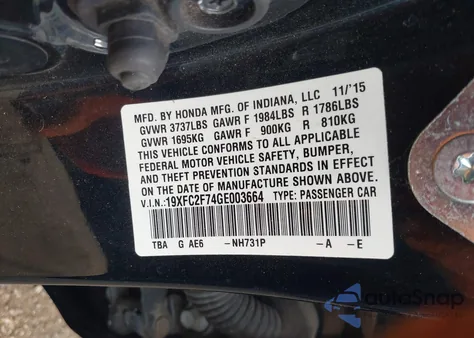 MFD. BY HONDA MFG. OF INDIANA, LLC 11/'15
GVWR 3737LBS GAWR F 1984LBS R 1786LBS
GVWR 1695KG GAWR F 900KG R 810KG
THIS VEHICLE CONFORMS TO ALL APPLICABLE
FEDERAL MOTOR VEHICLE SAFETY, BUMPER,
AND THEFT PREVENTION STANDARDS IN EFFECT
ON THE DATE OF MANUFACTURE SHOWN ABOVE.
V.I.N.:19XFC2F74GE003664 TYPE: PASSENGER CAR
TBA G AE6 -NH731P -A -E
AutoSnap